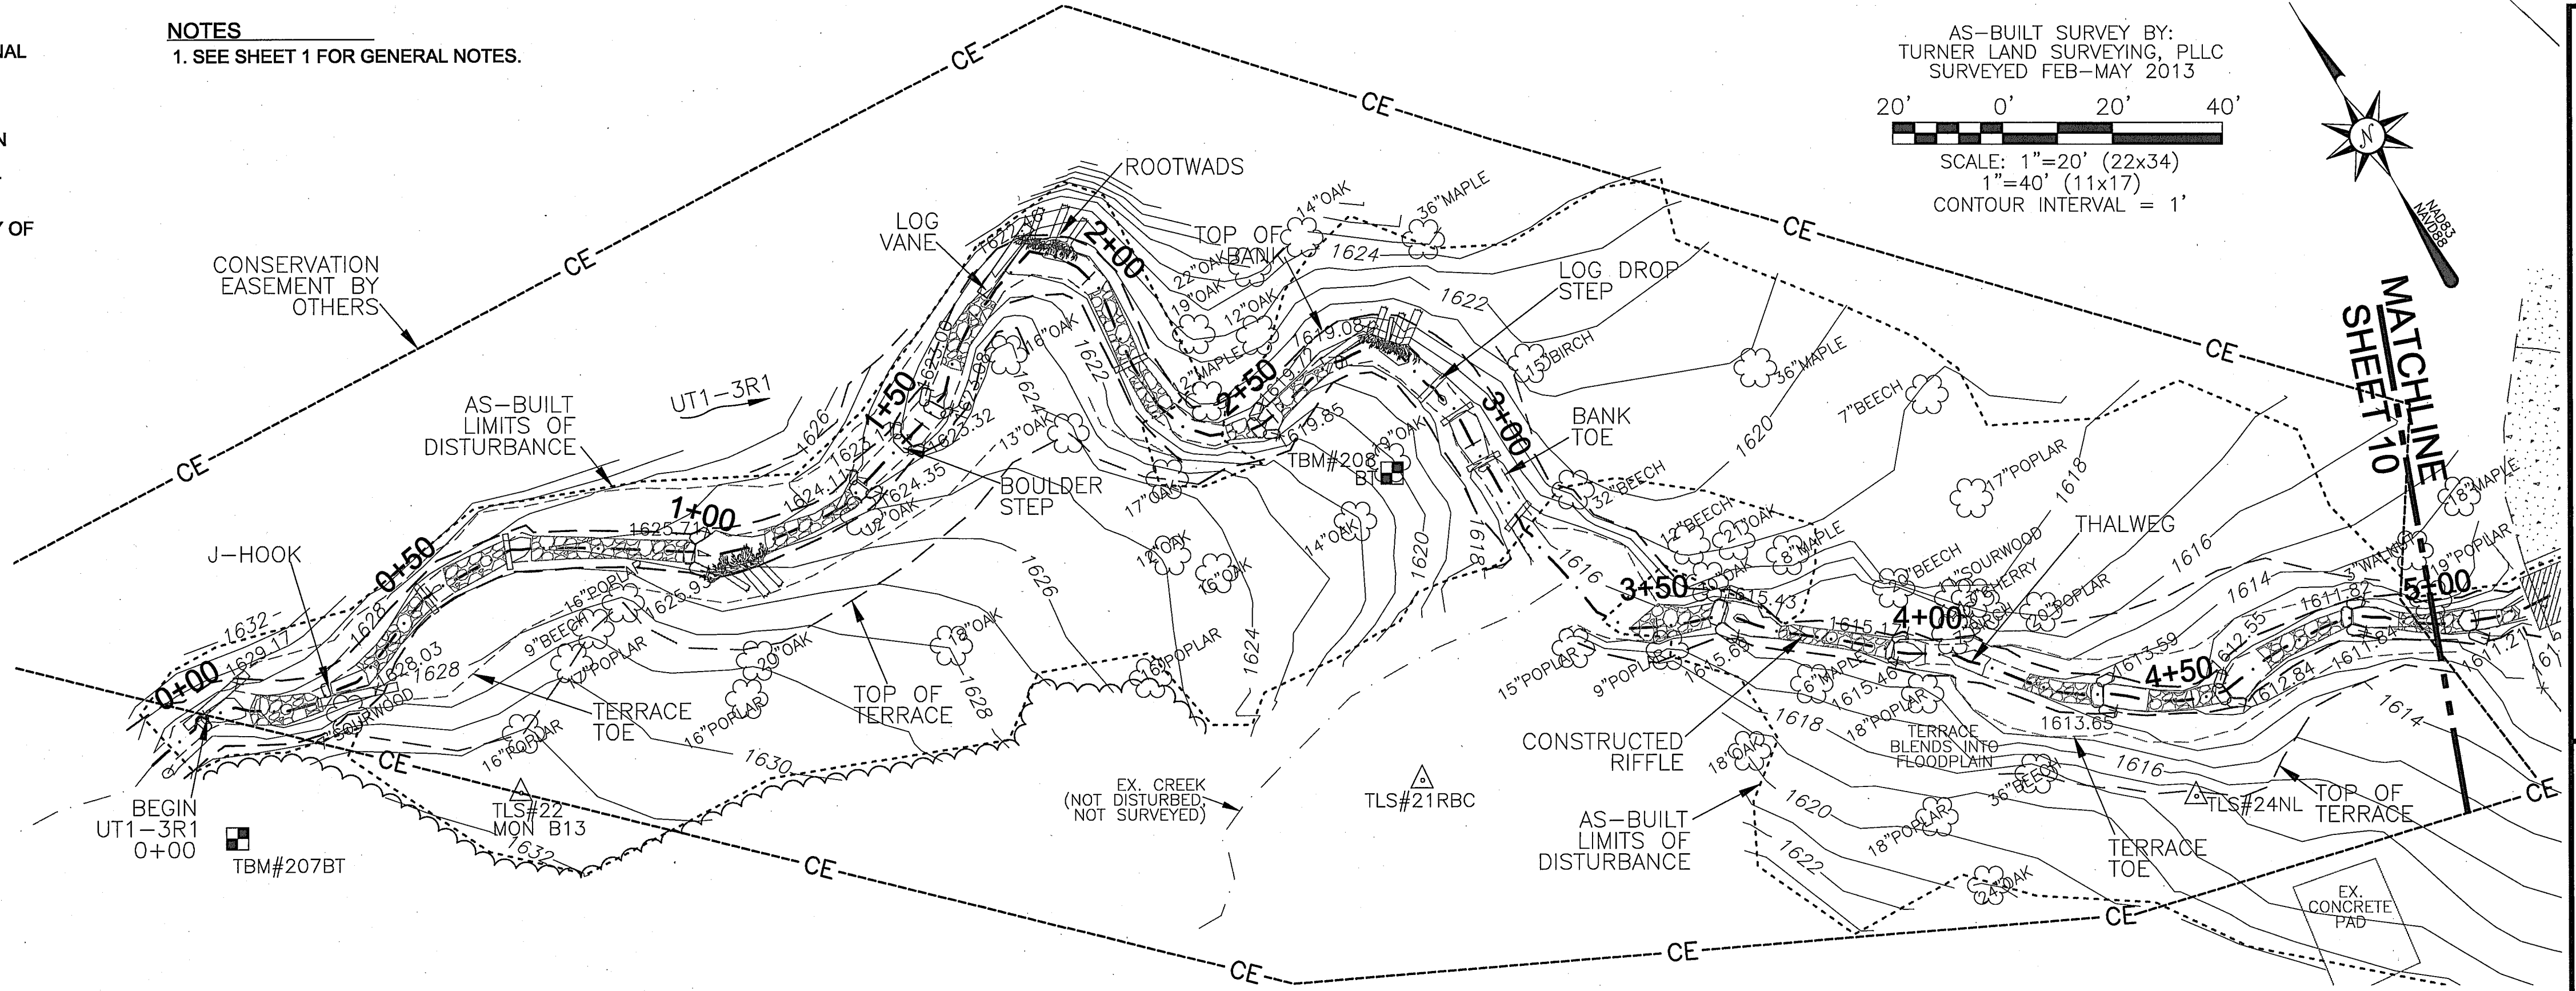 NOTES
1. SEE SHEET 1 FOR GENERAL NOTES.
NAL
N
Y OF
AS-BUILT SURVEY BY:
TURNER LAND SURVEYING, PLLC
SURVEYED FEB-MAY 2013
20' 0' 20' 40'
SCALE: 1"=20' (22x34)
1"=40' (11x17)
CONTOUR INTERVAL = 1'
N
NAD83
NAVD88
MATCHLINE
SHEET 10
CE
CE
CE
CE
CE
CE
CE
CE
CE
CE
CE
CE
CE
CONSERVATION
EASEMENT BY
OTHERS
AS-BUILT
LIMITS OF
DISTURBANCE
UT1-3R1
J-HOOK
LOG
VANE
ROOTWADS
TOP OF
BANK
LOG DROP
STEP
BANK
TOE
BOULDER
STEP
THALWEG
TERRACE
TOE
TOP OF
TERRACE
CONSTRUCTED
RIFFLE
TERRACE
BLENDS INTO
FLOODPLAIN
AS-BUILT
LIMITS OF
DISTURBANCE
TERRACE
TOE
TOP OF
TERRACE
EX. CREEK
(NOT DISTURBED,
NOT SURVEYED)
EX.
CONCRETE
PAD
BEGIN
UT1-3R1
0+00
TBM#207BT
TLS#22
MON B13
TBM#208
BT
TLS#21RBC
TLS#24NL
0+00
0+50
1+00
1+50
2+00
2+50
3+00
3+50
4+00
4+50
5+00
1632
1629.17
1628
1628.03
1628
1625.71
1625.93
1626
1624.11
1624.35
1623.32
1622
1624
1619.08
1619.85
1624
1622
1620
1618
1616
1614
1626
1628
1630
1632
1624
1620
1618
1616
1615.43
1615.69
1615.46
1613.59
1613.65
1612.55
1612.84
1611.82
1611.84
1611.21
1614
1616
1618
1620
1622
14"OAK
36"MAPLE
22"OAK
19"OAK
12"OAK
16"OAK
13"OAK
12"OAK
17"OAK
12"OAK
16"OAK
14"OAK
19"OAK
15"BIRCH
36"MAPLE
7"BEECH
17"POPLAR
32"BEECH
12"BEECH
21"OAK
8"MAPLE
20"BEECH
20"POPLAR
3"WALNUT
18"MAPLE
19"POPLAR
16"POPLAR
9"BEECH
17"POPLAR
20"OAK
16"POPLAR
18"OAK
16"POPLAR
16"POPLAR
15"POPLAR
9"POPLAR
6"MAPLE
18"POPLAR
18"OAK
36"BEECH
18"POPLAR
24"OAK